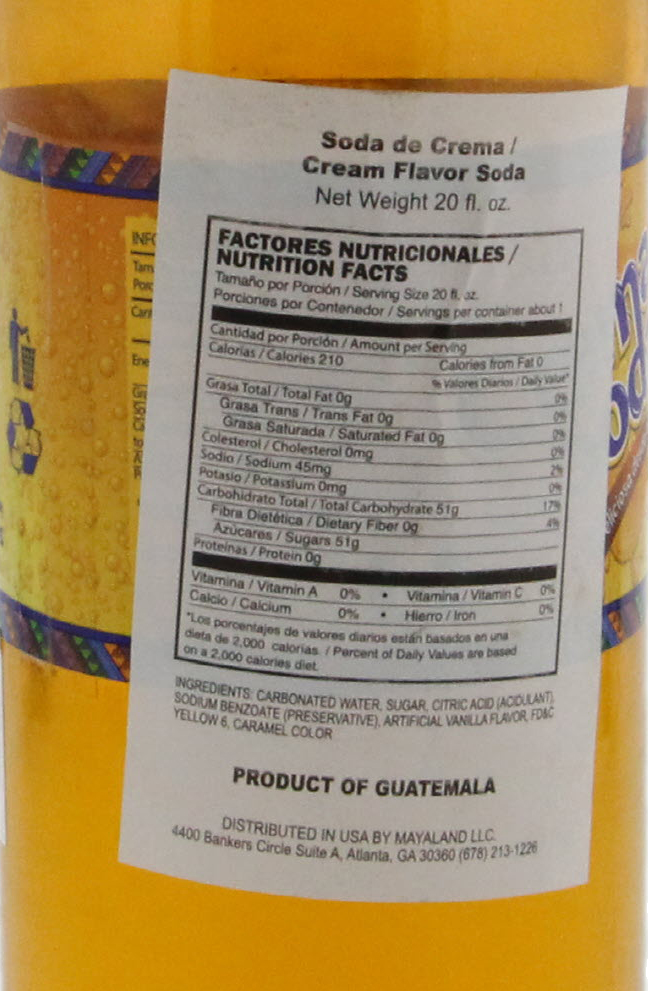 Soda de Crema /
Cream Flavor Soda
Net Weight 20 fl. oz.
FACTORES NUTRICIONALES /
NUTRITION FACTS
Tamaño por Porción / Serving Size 20 fl. oz.
Porciones por Contenedor / Servings per container about 1
Cantidad por Porción / Amount per Serving
Calorías / Calories 210 Calories from Fat 0
% Valores Diarios / Daily Value*
Grasa Total / Total Fat 0g 0%
Grasa Trans / Trans Fat 0g 0%
Grasa Saturada / Saturated Fat 0g 0%
Colesterol / Cholesterol 0mg 0%
Sodio / Sodium 45mg 2%
Potasio / Potassium 0mg 0%
Carbohidrato Total / Total Carbohydrate 51g 17%
Fibra Dietética / Dietary Fiber 0g 4%
Azúcares / Sugars 51g
Proteínas / Protein 0g
Vitamina / Vitamin A 0% • Vitamina / Vitamin C 0%
Calcio / Calcium 0% • Hierro / Iron 0%
*Los porcentajes de valores diarios están basados en una
dieta de 2,000 calorías. / Percent of Daily Values are based
on a 2,000 calories diet.
INGREDIENTS: CARBONATED WATER, SUGAR, CITRIC ACID (ACIDULANT),
SODIUM BENZOATE (PRESERVATIVE), ARTIFICIAL VANILLA FLAVOR, FD&C
YELLOW 6, CARAMEL COLOR
PRODUCT OF GUATEMALA
DISTRIBUTED IN USA BY MAYALAND LLC.
4400 Bankers Circle Suite A, Atlanta, GA 30360 (678) 213-1226